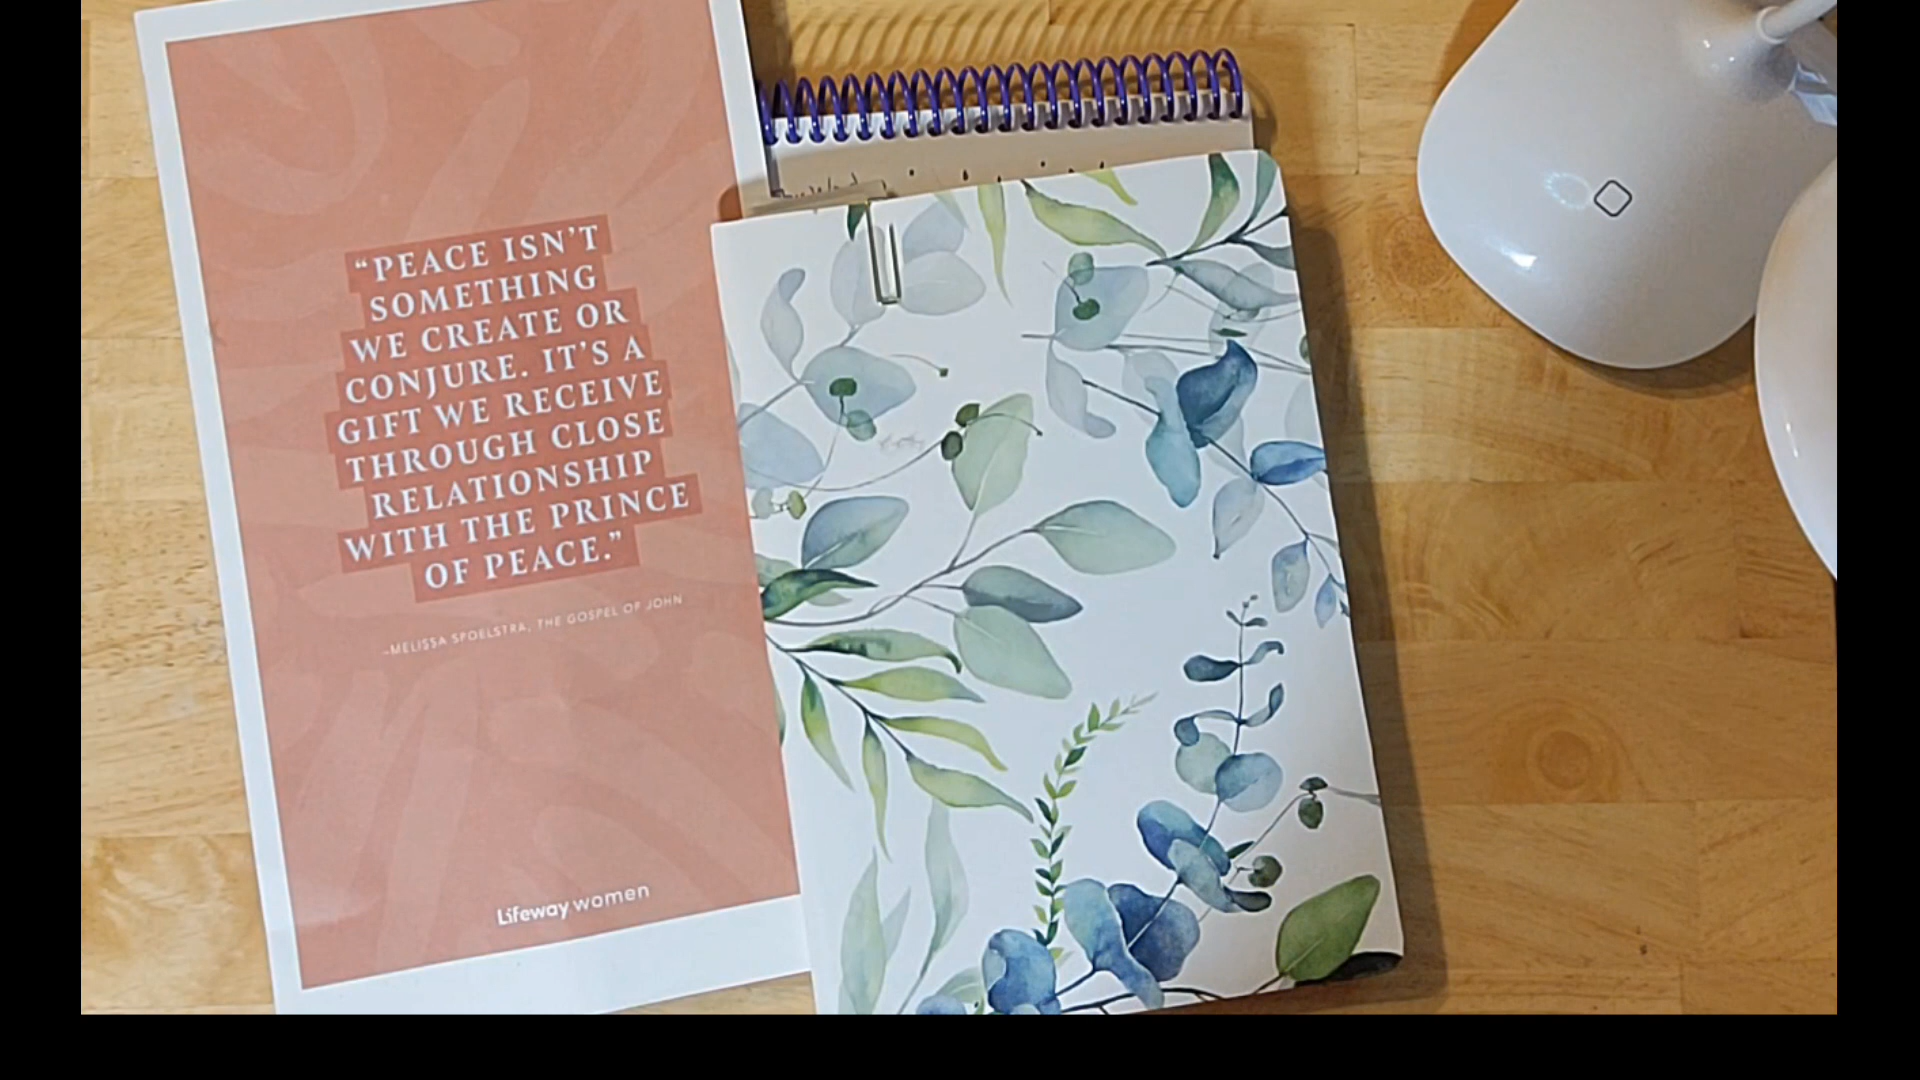 “PEACE ISN’T
SOMETHING
WE CREATE OR
CONJURE. IT’S A
GIFT WE RECEIVE
THROUGH CLOSE
RELATIONSHIP
WITH THE PRINCE
OF PEACE.”
–MELISSA SPOELSTRA, THE GOSPEL OF JOHN
Lifeway women